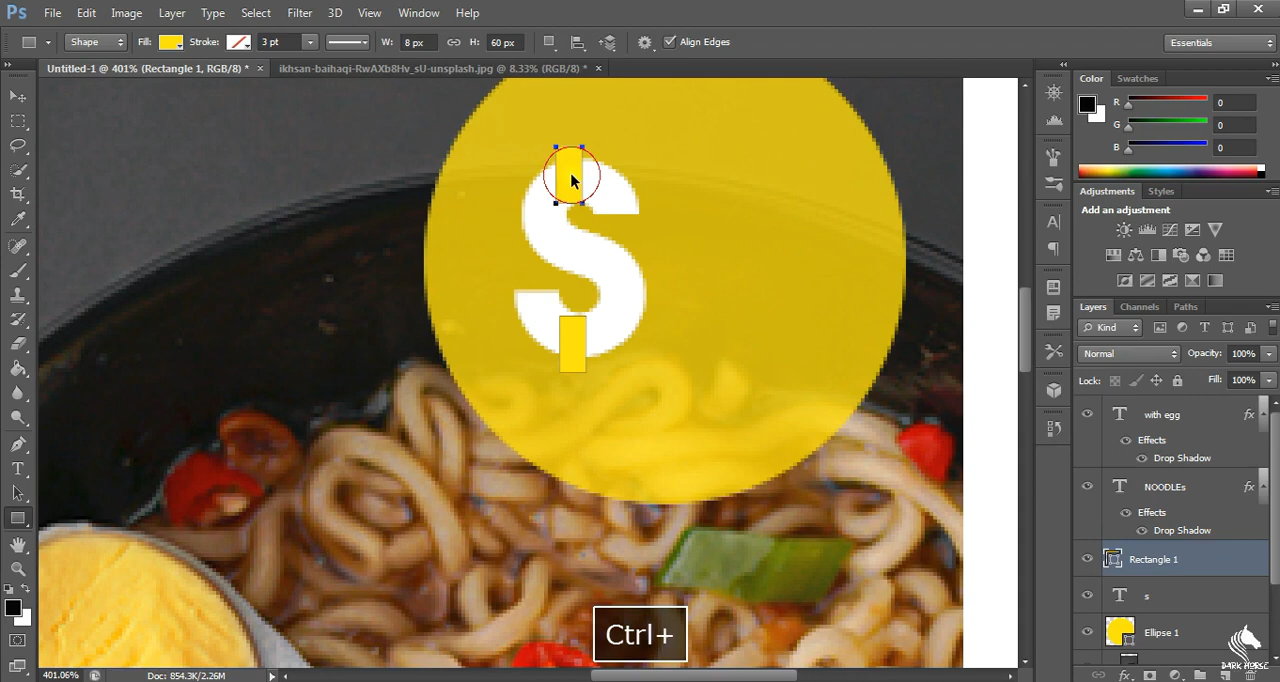 Ps File Edit Image Layer Type Select Filter 3D View Window Help
Shape Fill: Stroke: 3 pt W: 8 px H: 60 px Align Edges Essentials
Untitled-1 @ 401% (Rectangle 1, RGB/8) * × ikhsan-baihaqi-RwAXb8Hv_sU-unsplash.jpg @ 8.33% (RGB/8) * ×
Color Swatches
R 0
G 0
B 0
Adjustments Styles
Add an adjustment
S
Layers Channels Paths
Kind
Normal Opacity: 100%
Lock: Fill: 100%
T with egg fx
Effects
Drop Shadow
T NOODLEs fx
Effects
Drop Shadow
Rectangle 1
T s
Ellipse 1
Ctrl+
DARK HORSE
401.06% Doc: 854.3K/2.26M